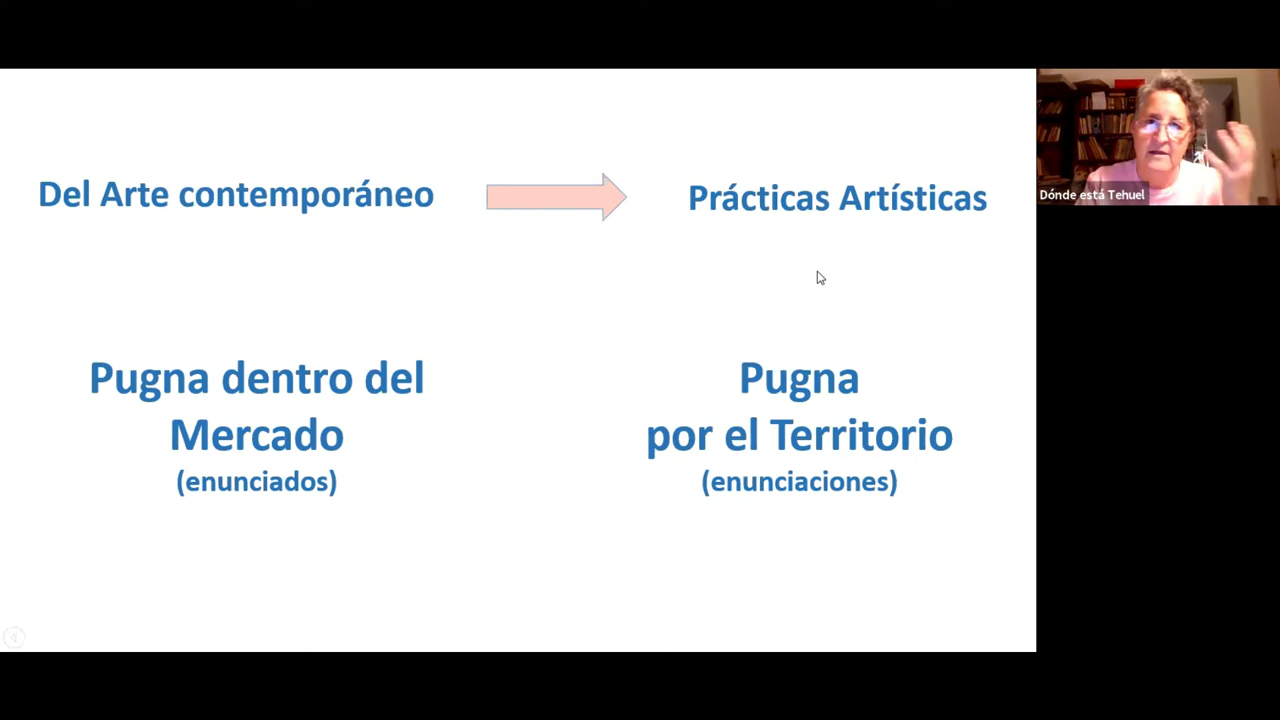 Del Arte contemporáneo
Prácticas Artísticas
Pugna dentro del
Mercado
(enunciados)
Pugna
por el Territorio
(enunciaciones)
Dónde está Tehuel